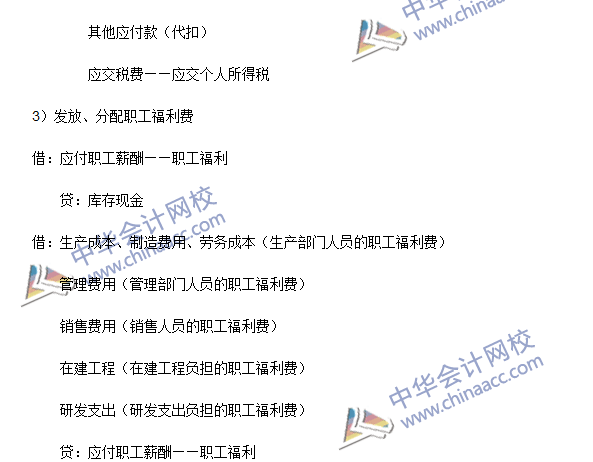 其他应付款（代扣）
应交税费——应交个人所得税
3）发放、分配职工福利费
借：应付职工薪酬——职工福利
贷：库存现金
借：生产成本、制造费用、劳务成本（生产部门人员的职工福利费）
管理费用（管理部门人员的职工福利费）
销售费用（销售人员的职工福利费）
在建工程（在建工程负担的职工福利费）
研发支出（研发支出负担的职工福利费）
贷：应付职工薪酬——职工福利
中华会计网校
www.chinaacc.com
中华会计网校
www.chinaacc.com
中华会计网校
www.chinaacc.com